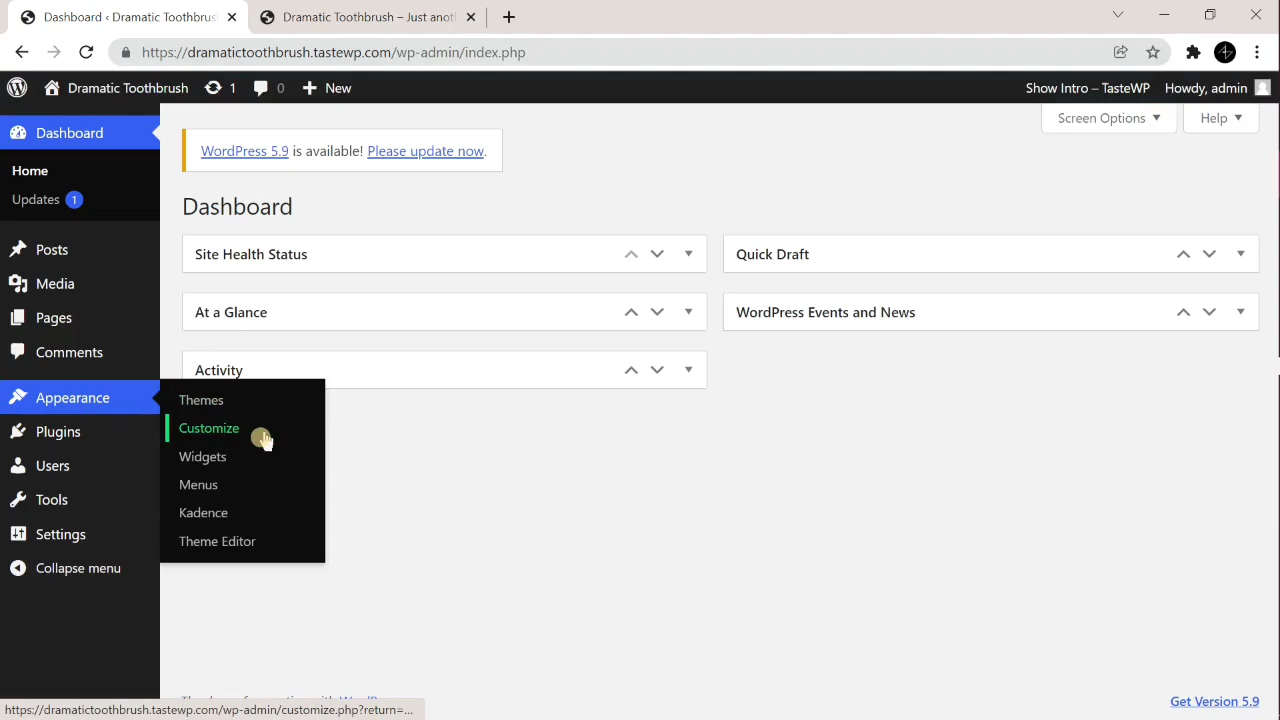 Dashboard ‹ Dramatic Toothbrush
Dramatic Toothbrush – Just anot
https://dramatictoothbrush.tastewp.com/wp-admin/index.php
Dramatic Toothbrush 1 0 New
Show Intro – TasteWP Howdy, admin
Dashboard
Home
Updates 1
Posts
Media
Pages
Comments
Appearance
Plugins
Users
Tools
Settings
Collapse menu
Themes
Customize
Widgets
Menus
Kadence
Theme Editor
Screen Options Help
WordPress 5.9 is available! Please update now.
Dashboard
Site Health Status
At a Glance
Activity
Quick Draft
WordPress Events and News
Get Version 5.9
https://dramatictoothbrush.tastewp.com/wp-admin/customize.php?return=...